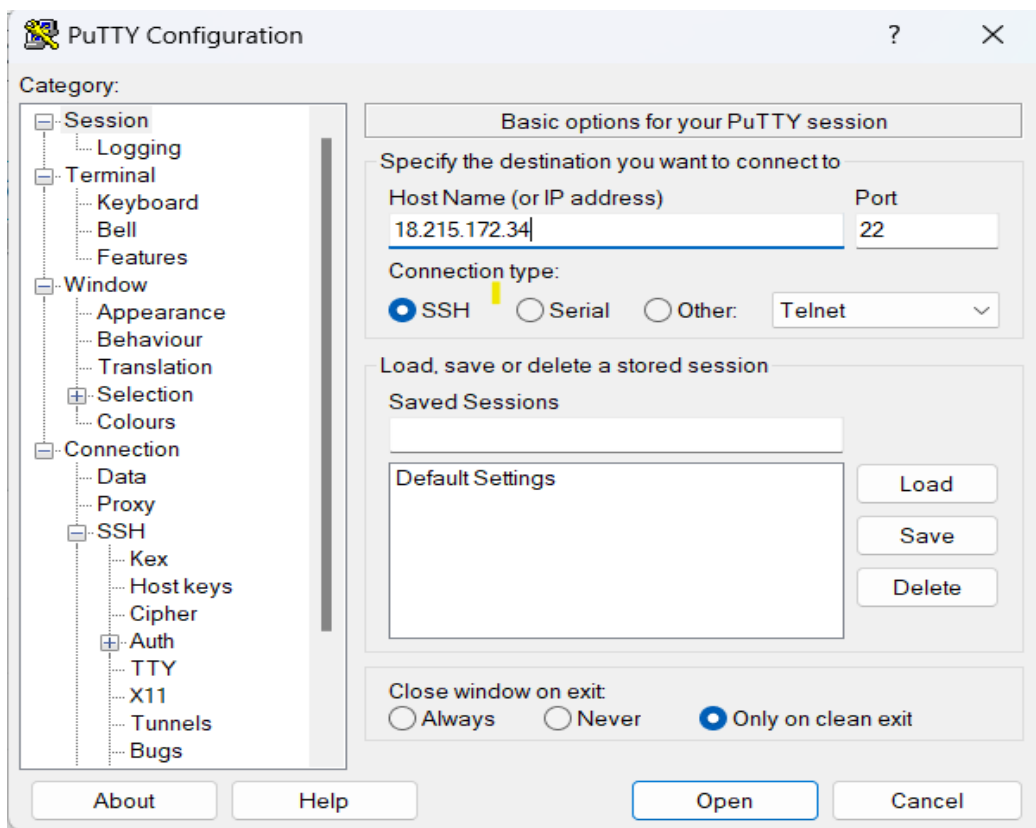 PuTTY Configuration
?
Category:
Session
Logging
Terminal
Keyboard
Bell
Features
Window
Appearance
Behaviour
Translation
Selection
Colours
Connection
Data
Proxy
SSH
Kex
Host keys
Cipher
Auth
TTY
X11
Tunnels
Bugs
Basic options for your PuTTY session
Specify the destination you want to connect to
Host Name (or IP address) Port
18.215.172.34 22
Connection type:
SSH Serial Other: Telnet
Load, save or delete a stored session
Saved Sessions
Default Settings
Load
Save
Delete
Close window on exit:
Always Never Only on clean exit
About Help Open Cancel